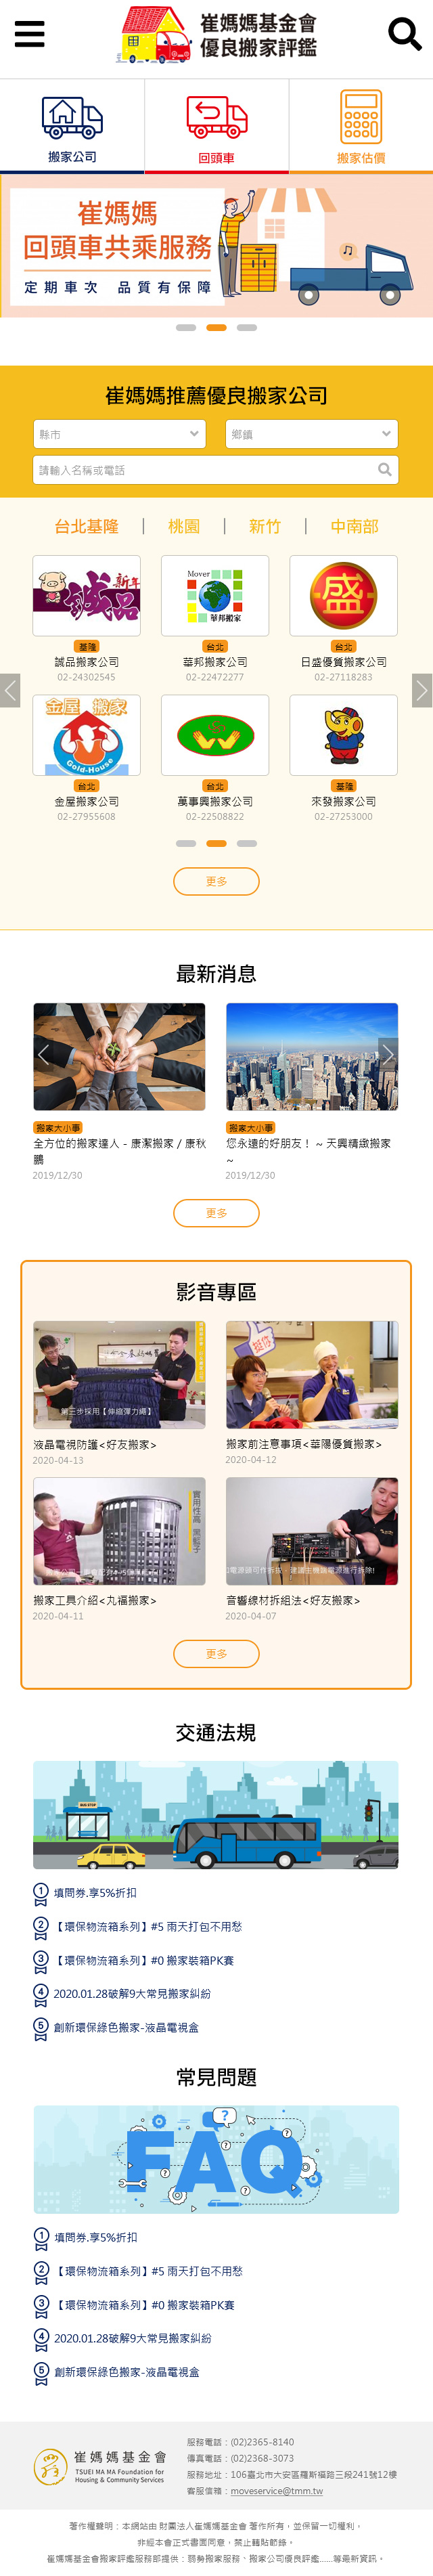 崔媽媽基金會
優良搬家評鑑
搬家公司
回頭車
搬家估價
崔媽媽
回頭車共乘服務
定期車次 品質有保障
崔媽媽推薦優良搬家公司
縣市
鄉鎮
請輸入名稱或電話
台北基隆 | 桃園 | 新竹 | 中南部
新年
誠品
Mover
華邦搬家
盛
基隆
台北
台北
誠品搬家公司
華邦搬家公司
日盛優質搬家公司
02-24302545
02-22472277
02-27118283
金屋 搬家
Gold-House
台北
台北
基隆
金屋搬家公司
萬事興搬家公司
來發搬家公司
02-27955608
02-22508822
02-27253000
更多
最新消息
搬家大小事
全方位的搬家達人 - 康潔搬家 / 康秋
鵬
2019/12/30
搬家大小事
您永遠的好朋友！ ~ 天興精緻搬家
~
2019/12/30
更多
影音專區
第三步採用【伸縮彈力繩】
液晶電視防護<好友搬家>
2020-04-13
搬家前注意事項<華陽優質搬家>
2020-04-12
實用性高 黑籠子
搬家工具介紹<九福搬家>
2020-04-11
音響線材拆組法<好友搬家>
2020-04-07
更多
交通法規
BUS STOP
1 填問券.享5%折扣
2 【環保物流箱系列】#5 雨天打包不用愁
3 【環保物流箱系列】#0 搬家裝箱PK賽
4 2020.01.28破解9大常見搬家糾紛
5 創新環保綠色搬家-液晶電視盒
常見問題
?
FAQ
1 填問券.享5%折扣
2 【環保物流箱系列】#5 雨天打包不用愁
3 【環保物流箱系列】#0 搬家裝箱PK賽
4 2020.01.28破解9大常見搬家糾紛
5 創新環保綠色搬家-液晶電視盒
崔媽媽基金會
TSUEI MA MA Foundation for
Housing & Community Services
服務電話：(02)2365-8140
傳真電話：(02)2368-3073
服務地址：106臺北市大安區羅斯福路三段241號12樓
客服信箱：moveservice@tmm.tw
著作權聲明：本網站由 財團法人崔媽媽基金會 著作所有，並保留一切權利，
非經本會正式書面同意，禁止轉貼節錄。
崔媽媽基金會搬家評鑑服務部提供：弱勢搬家服務、搬家公司優良評鑑......等最新資訊。